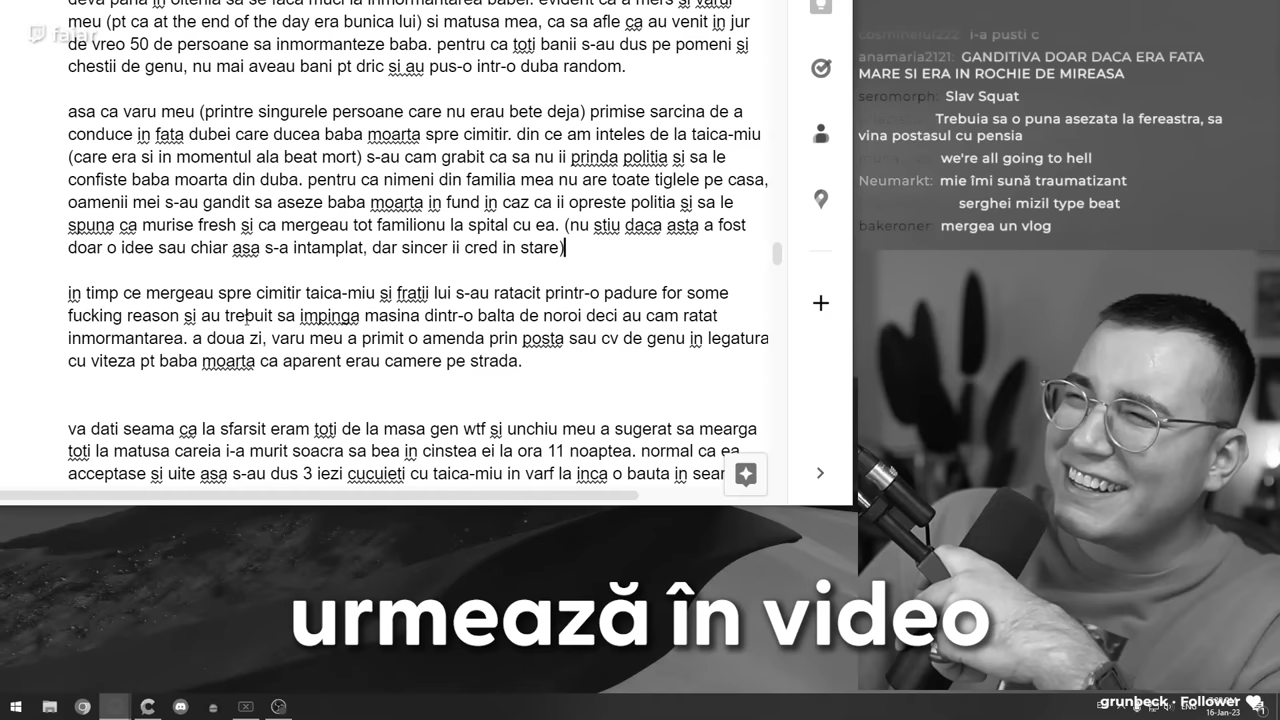 deva pana in oltenia sa se faca muci la inmormantarea babei. evident ca a mers si varul
meu (pt ca at the end of the day era bunica lui) si matusa mea, ca sa afle ca au venit in jur
de vreo 50 de persoane sa inmormanteze baba. pentru ca toti banii s-au dus pe pomeni si
chestii de genu, nu mai aveau bani pt dric si au pus-o intr-o duba random.
asa ca varu meu (printre singurele persoane care nu erau bete deja) primise sarcina de a
conduce in fata dubei care ducea baba moarta spre cimitir. din ce am inteles de la taica-miu
(care era si in momentul ala beat mort) s-au cam grabit ca sa nu ii prinda politia si sa le
confiste baba moarta din duba. pentru ca nimeni din familia mea nu are toate tiglele pe casa,
oamenii mei s-au gandit sa aseze baba moarta in fund in caz ca ii opreste politia si sa le
spuna ca murise fresh si ca mergeau tot familionu la spital cu ea. (nu stiu daca asta a fost
doar o idee sau chiar asa s-a intamplat, dar sincer ii cred in stare)
in timp ce mergeau spre cimitir taica-miu si fratii lui s-au ratacit printr-o padure for some
fucking reason si au trebuit sa impinga masina dintr-o balta de noroi deci au cam ratat
inmormantarea. a doua zi, varu meu a primit o amenda prin posta sau cv de genu in legatura
cu viteza pt baba moarta ca aparent erau camere pe strada.
va dati seama ca la sfarsit eram toti de la masa gen wtf si unchiu meu a sugerat sa mearga
toti la matusa careia i-a murit soacra sa bea in cinstea ei la ora 11 noaptea. normal ca ea
acceptase si uite asa s-au dus 3 iezi cucuieti cu taica-miu in varf la inca o bauta in sear
faiar
i-a pusti c
anamaria2121: GANDITIVA DOAR DACA ERA FATA
MARE SI ERA IN ROCHIE DE MIREASA
seromorph: Slav Squat
Trebuia sa o puna asezata la fereastra, sa
vina postasul cu pensia
we're all going to hell
Neumarkt: mie îmi sună traumatizant
serghei mizil type beat
bakeroner: mergea un vlog
urmează în video
grunbeck • Follower
16-Jan-23